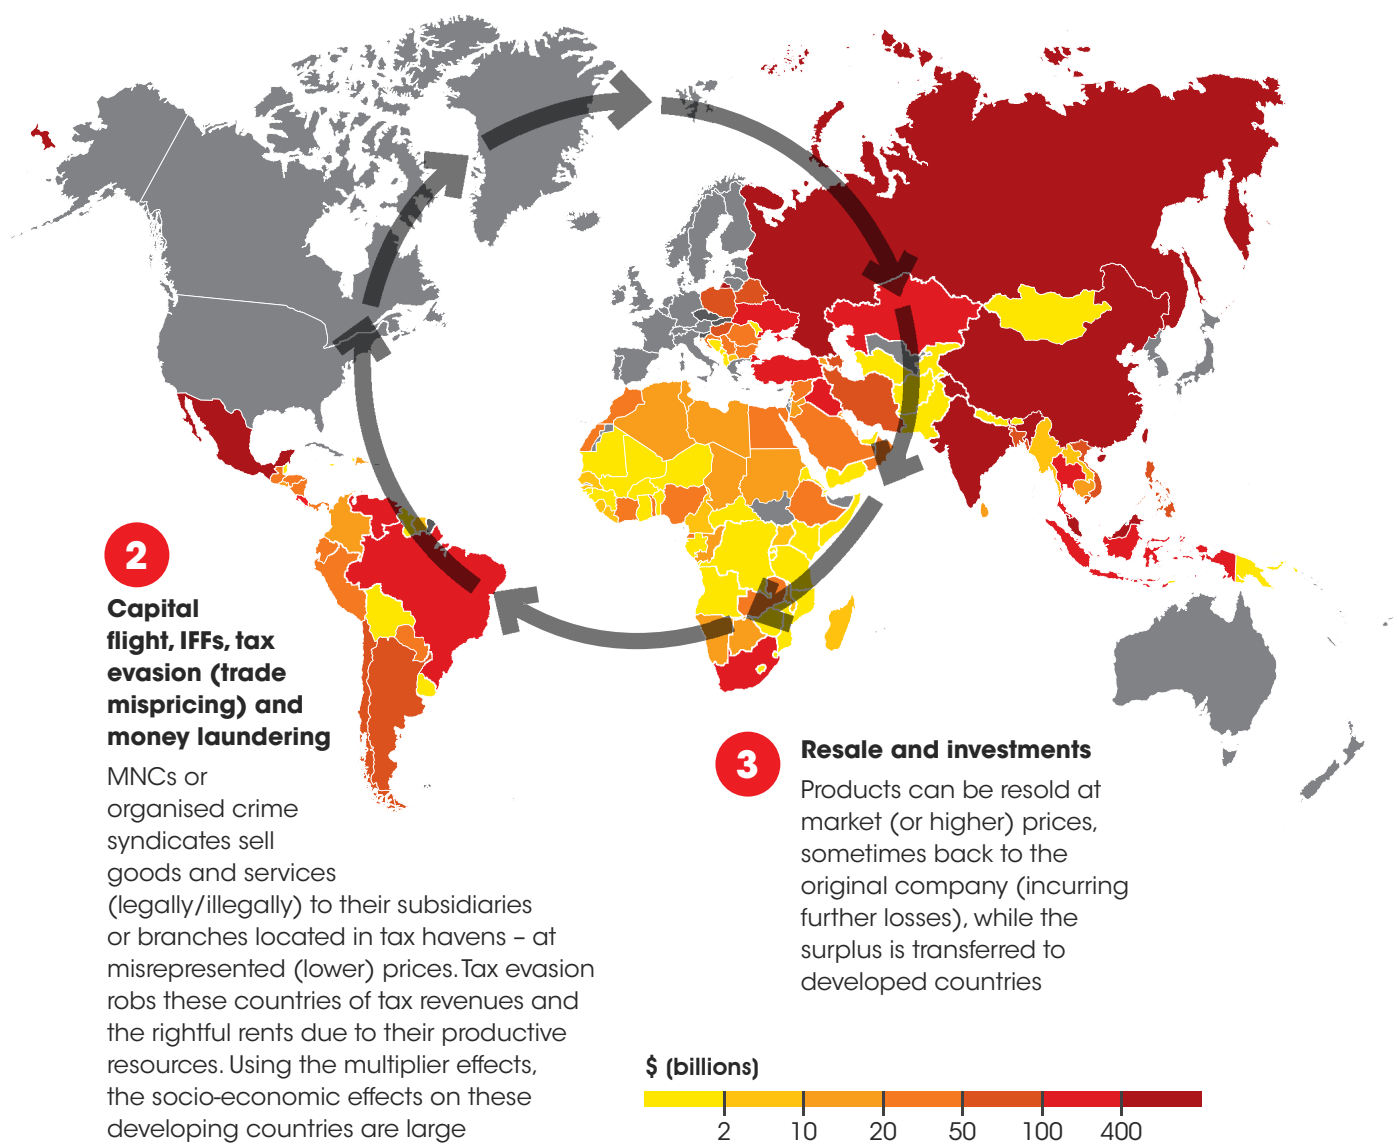 2
Capital
flight, IFFs, tax
evasion (trade
mispricing) and
money laundering
MNCs or
organised crime
syndicates sell
goods and services
(legally/illegally) to their subsidiaries
or branches located in tax havens – at
misrepresented (lower) prices. Tax evasion
robs these countries of tax revenues and
the rightful rents due to their productive
resources. Using the multiplier effects,
the socio-economic effects on these
developing countries are large
3
Resale and investments
Products can be resold at
market (or higher) prices,
sometimes back to the
original company (incurring
further losses), while the
surplus is transferred to
developed countries
$ (billions)
2 10 20 50 100 400